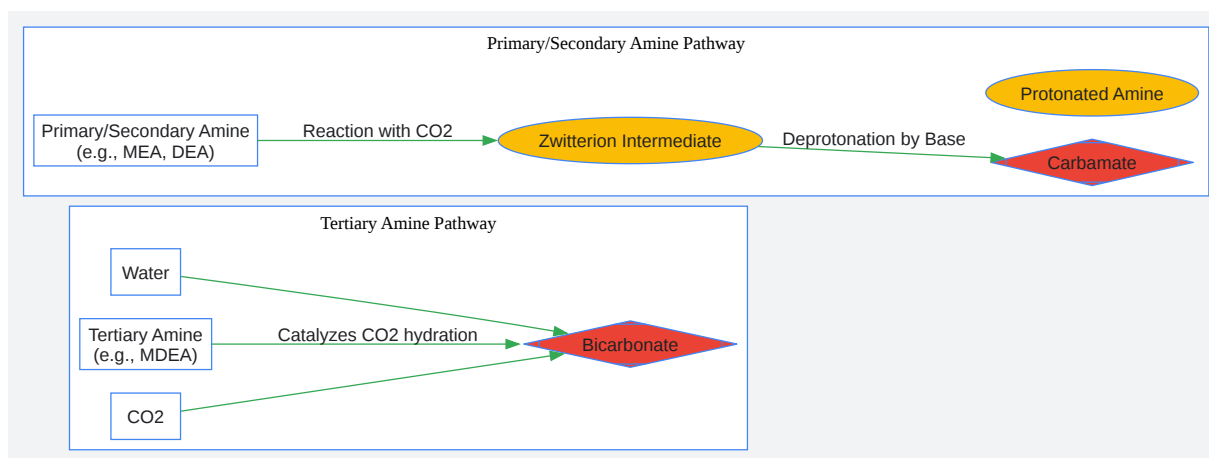 Primary/Secondary Amine Pathway
Protonated Amine
Primary/Secondary Amine
(e.g., MEA, DEA)
Reaction with CO2
Zwitterion Intermediate
Deprotonation by Base
Carbamate
Tertiary Amine Pathway
Water
Tertiary Amine
(e.g., MDEA)
Catalyzes CO2 hydration
Bicarbonate
CO2